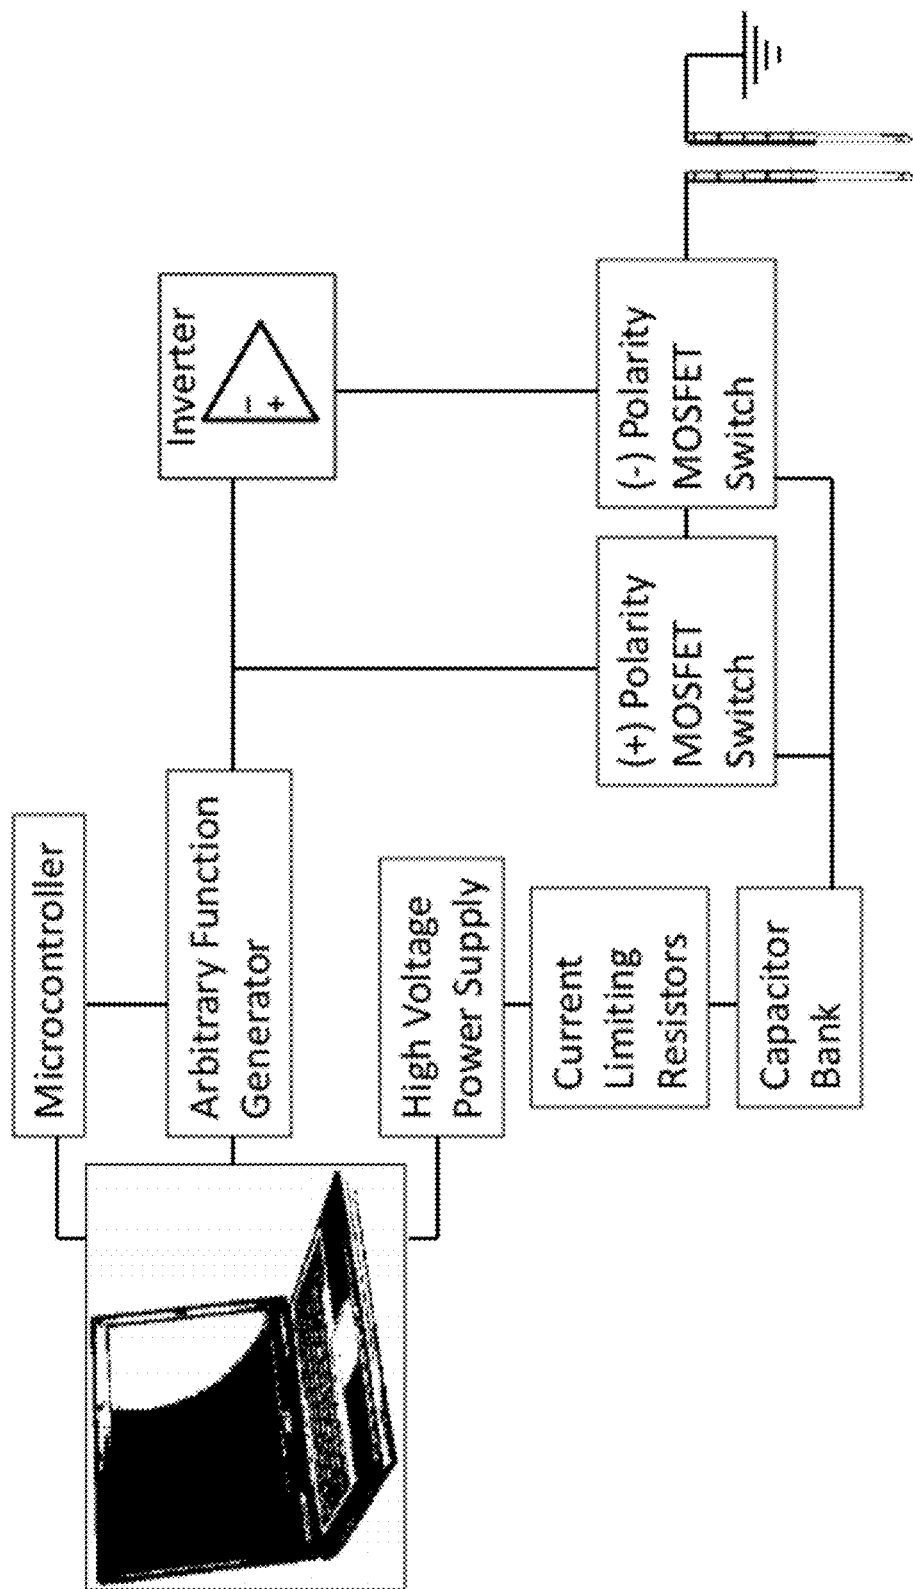 Microcontroller
Arbitrary Function
Generator
Inverter
−
+
High Voltage
Power Supply
Current
Limiting
Resistors
Capacitor
Bank
(+) Polarity
MOSFET
Switch
(-) Polarity
MOSFET
Switch